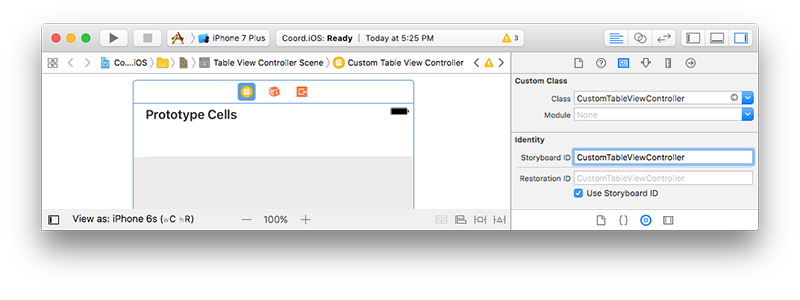 iPhone 7 Plus
Coord.iOS: Ready | Today at 5:25 PM
3
Co....iOS
Table View Controller Scene
Custom Table View Controller
Prototype Cells
View as: iPhone 6s (wC hR)
100%
Custom Class
Class CustomTableViewController
Module None
Identity
Storyboard ID CustomTableViewController
Restoration ID CustomTableViewController
Use Storyboard ID